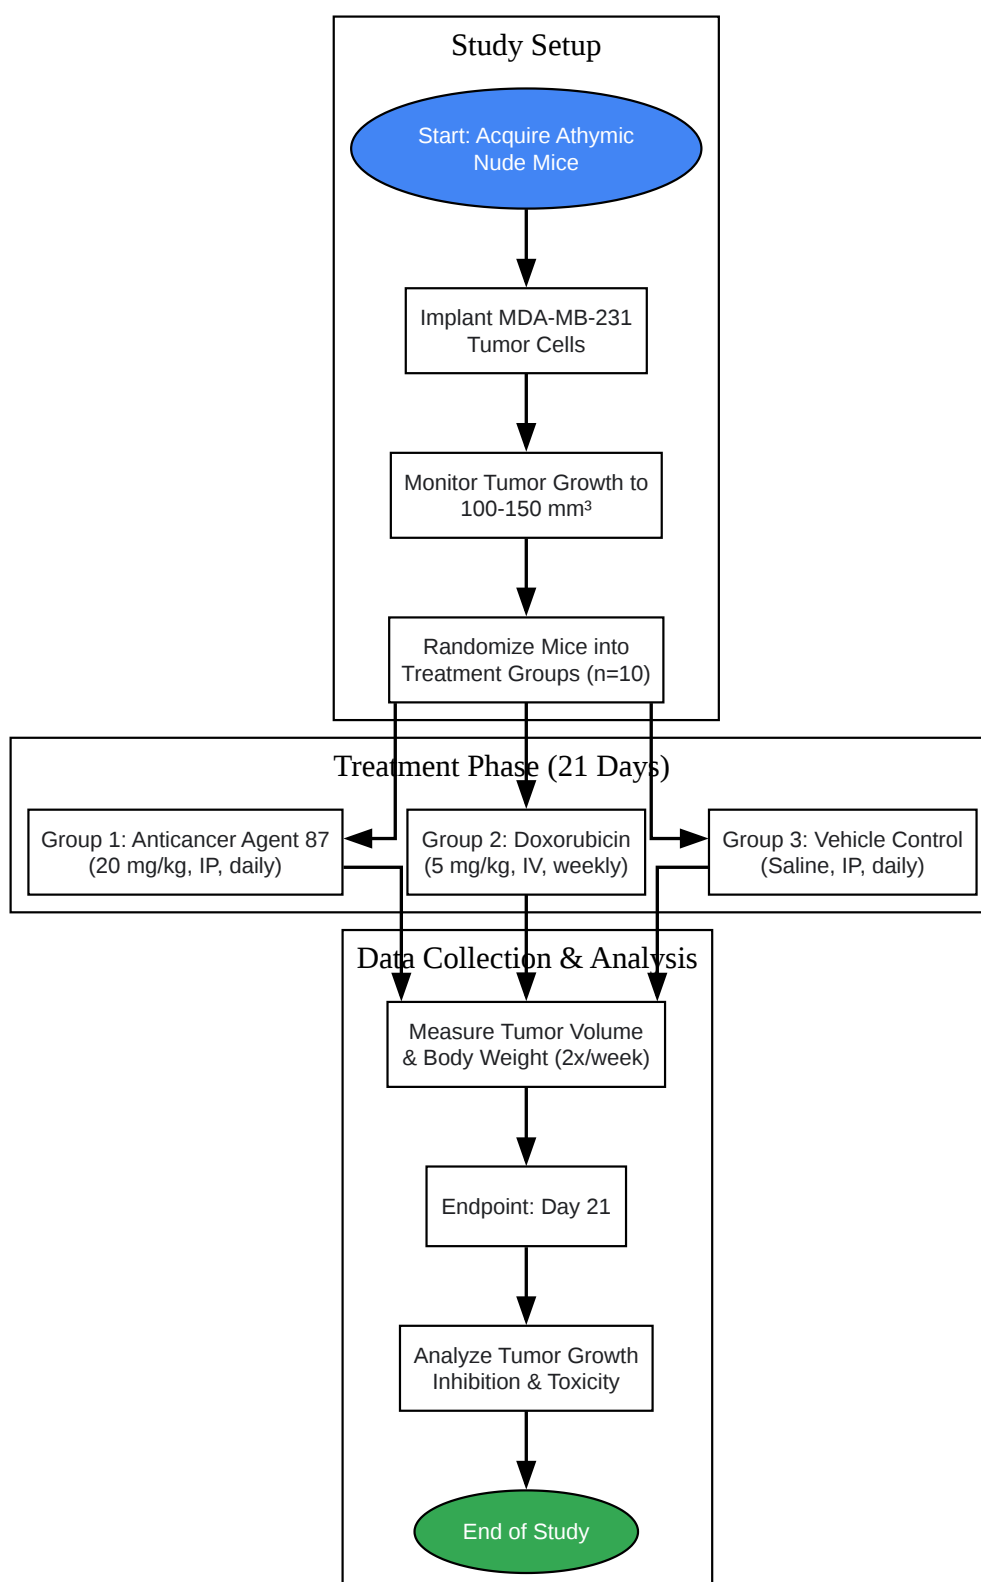 Study Setup
Start: Acquire Athymic
Nude Mice
Implant MDA-MB-231
Tumor Cells
Monitor Tumor Growth to
100-150 mm³
Randomize Mice into
Treatment Groups (n=10)
Treatment Phase (21 Days)
Group 1: Anticancer Agent 87
(20 mg/kg, IP, daily)
Group 2: Doxorubicin
(5 mg/kg, IV, weekly)
Group 3: Vehicle Control
(Saline, IP, daily)
Data Collection & Analysis
Measure Tumor Volume
& Body Weight (2x/week)
Endpoint: Day 21
Analyze Tumor Growth
Inhibition & Toxicity
End of Study